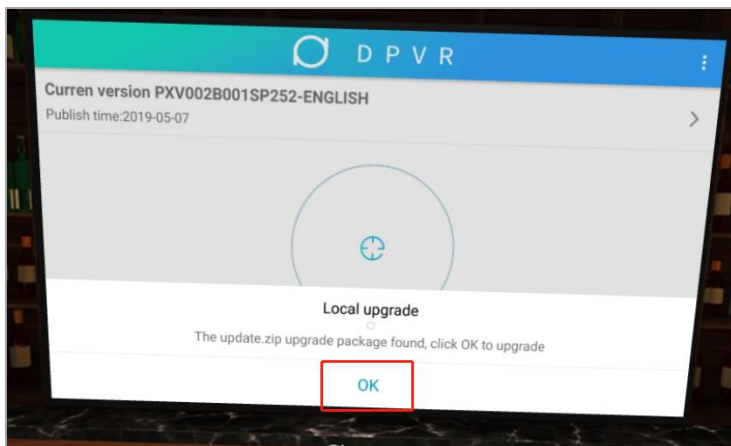 DPVR
Curren version PXV002B001SP252-ENGLISH
Publish time:2019-05-07
Local upgrade
The update.zip upgrade package found, click OK to upgrade
OK